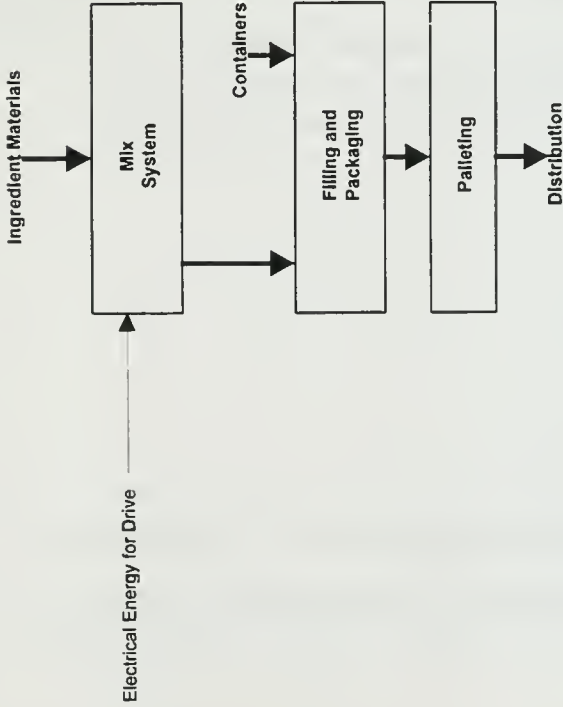 Ingredient Materials
Electrical Energy for Drive
Mix
System
Containers
Filling and
Packaging
Palleting
Distribution